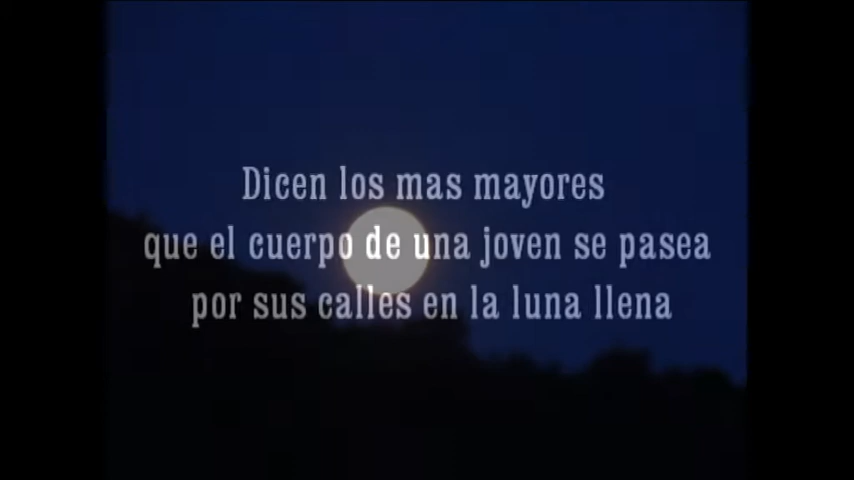 Dicen los mas mayores
que el cuerpo de una joven se pasea
por sus calles en la luna llena